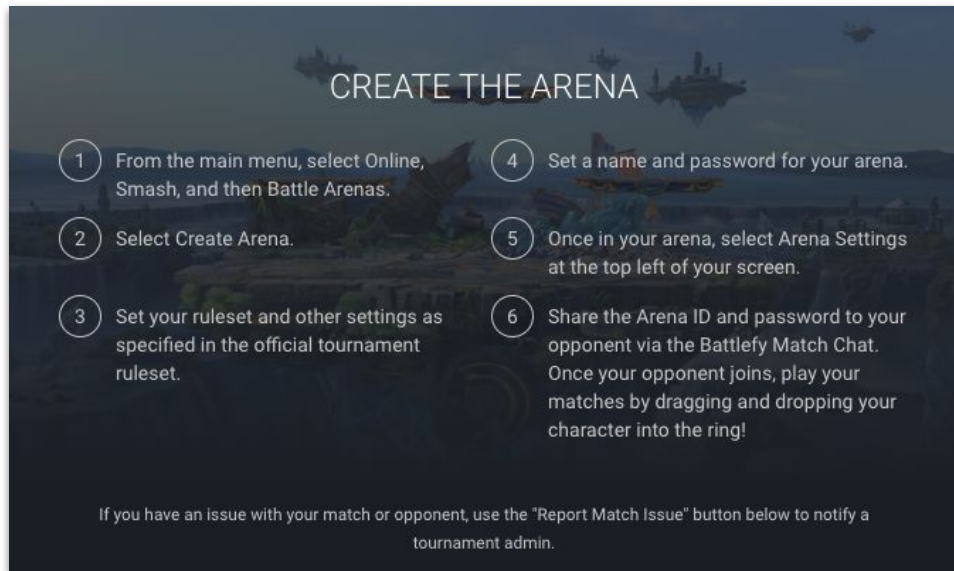 CREATE THE ARENA
1 From the main menu, select Online,
Smash, and then Battle Arenas.
2 Select Create Arena.
3 Set your ruleset and other settings as
specified in the official tournament
ruleset.
4 Set a name and password for your arena.
5 Once in your arena, select Arena Settings
at the top left of your screen.
6 Share the Arena ID and password to your
opponent via the Battlefy Match Chat.
Once your opponent joins, play your
matches by dragging and dropping your
character into the ring!
If you have an issue with your match or opponent, use the "Report Match Issue" button below to notify a
tournament admin.